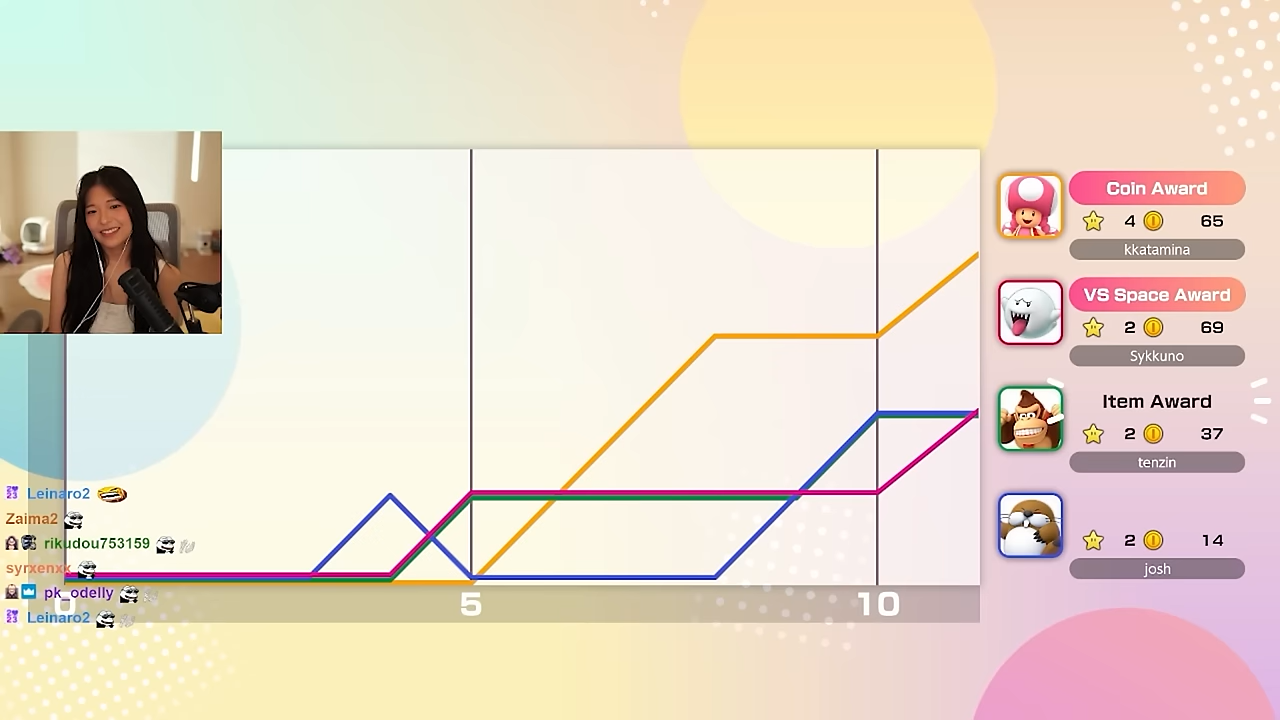 Coin Award
4 65
kkatamina
VS Space Award
2 69
Sykkuno
Item Award
2 37
tenzin
2 14
josh
Leinaro2
Zaima2
rikudou753159
syrxenxx
pk_odelly
Leinaro2
0 5 10